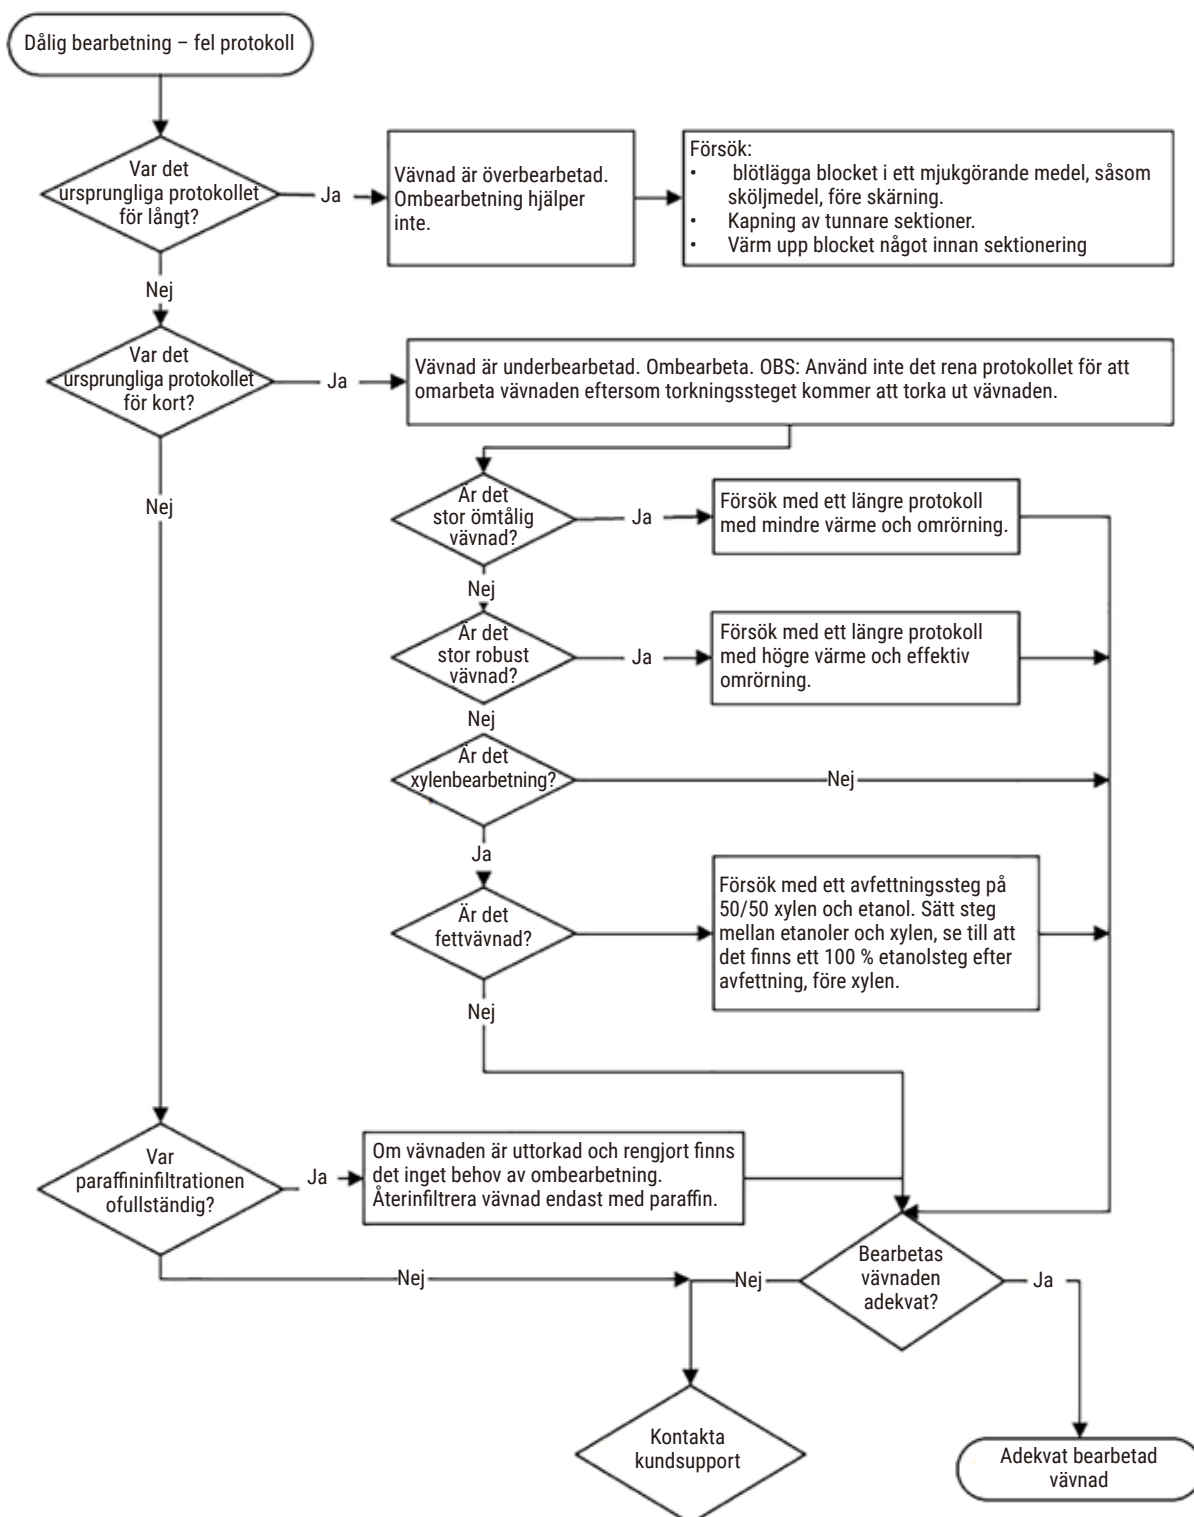 Dålig bearbetning – fel protokoll
Var det
ursprungliga protokollet
för långt?
Ja
Vävnad är överbearbetad.
Ombearbetning hjälper
inte.
Försök:
• blötlägga blocket i ett mjukgörande medel, såsom
sköljmedel, före skärning.
• Kapning av tunnare sektioner.
• Värm upp blocket något innan sektionering
Nej
Var det
ursprungliga protokollet
för kort?
Ja
Vävnad är underbearbetad. Ombearbeta. OBS: Använd inte det rena protokollet för att
omarbeta vävnaden eftersom torkningssteget kommer att torka ut vävnaden.
Nej
Är det
stor ömtålig
vävnad?
Ja
Försök med ett längre protokoll
med mindre värme och omrörning.
Nej
Är det
stor robust
vävnad?
Ja
Försök med ett längre protokoll
med högre värme och effektiv
omrörning.
Nej
Är det
xylenbearbetning?
Nej
Ja
Är det
fettvävnad?
Försök med ett avfettningssteg på
50/50 xylen och etanol. Sätt steg
mellan etanoler och xylen, se till att
det finns ett 100 % etanolsteg efter
avfettning, före xylen.
Nej
Var
paraffininfiltrationen
ofullständig?
Ja
Om vävnaden är uttorkad och rengjort finns
det inget behov av ombearbetning.
Återinfiltrera vävnad endast med paraffin.
Nej
Bearbetas
vävnaden
adekvat?
Nej
Ja
Kontakta
kundsupport
Adekvat bearbetad
vävnad